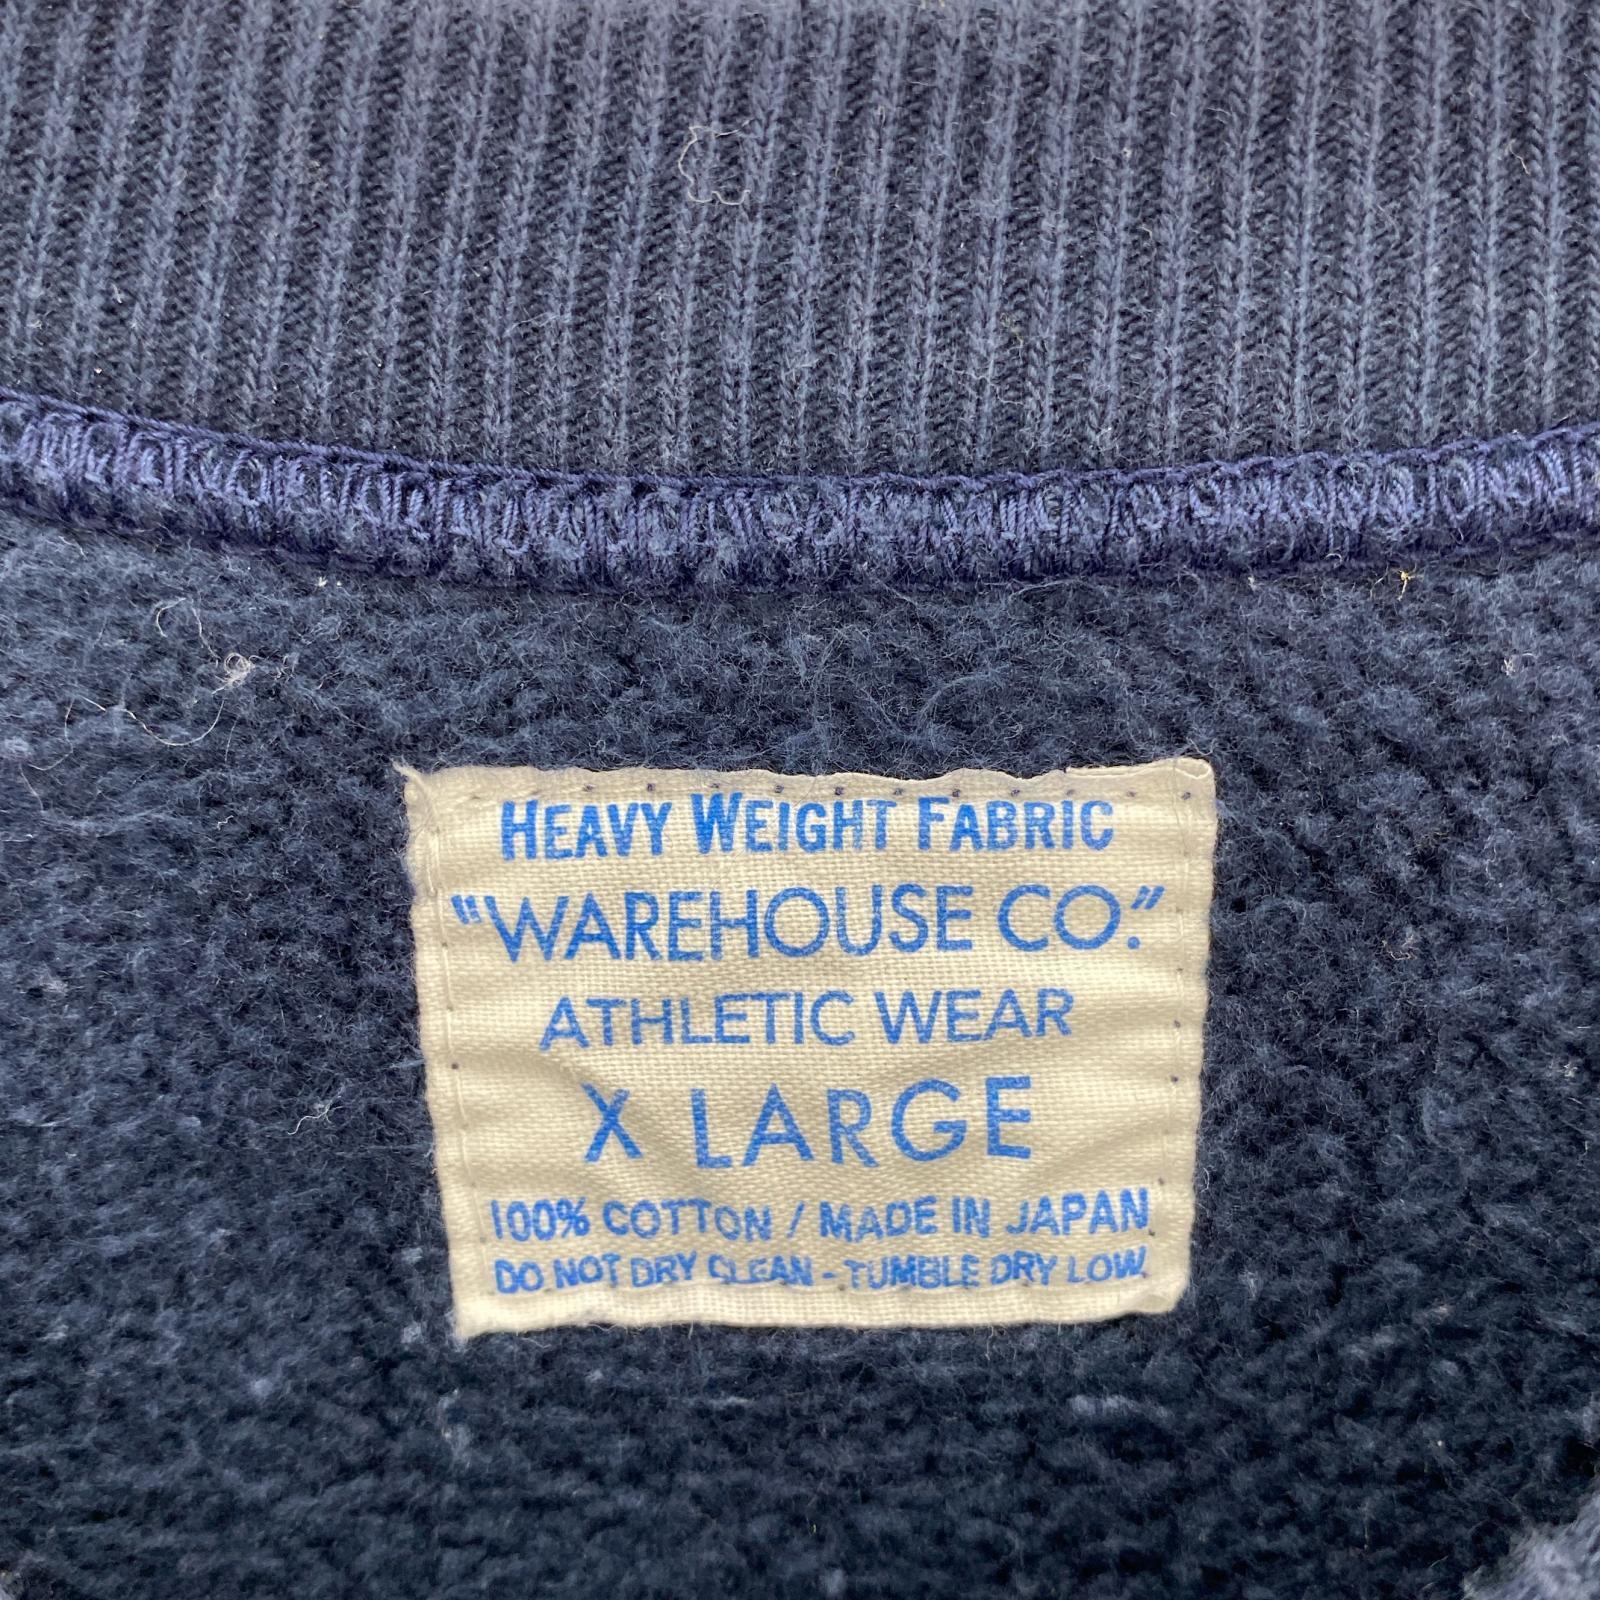 HEAVY WEIGHT FABRIC
"WAREHOUSE CO."
ATHLETIC WEAR
X LARGE
100% COTTON / MADE IN JAPAN
DO NOT DRY CLEAN - TUMBLE DRY LOW.